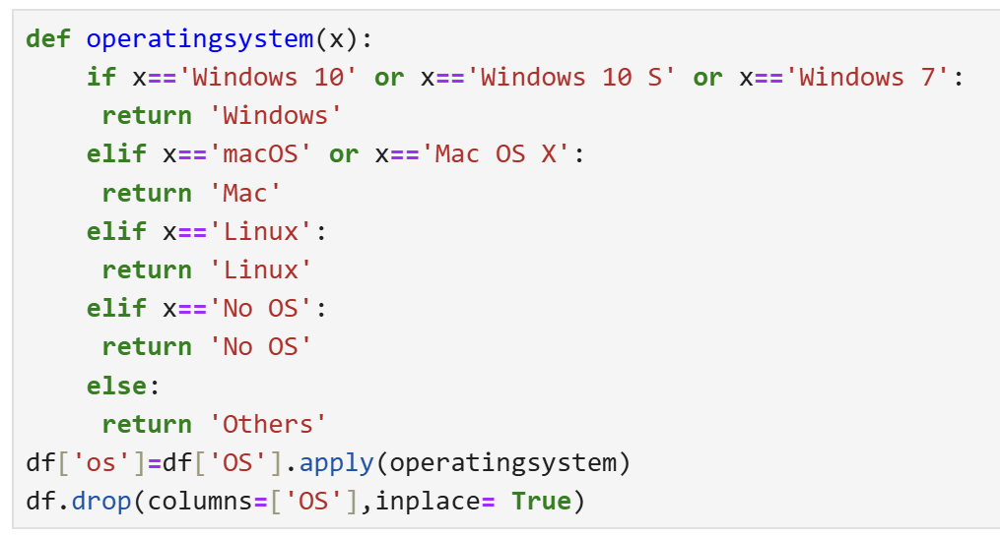 def operatingsystem(x):
    if x=='Windows 10' or x=='Windows 10 S' or x=='Windows 7':
     return 'Windows'
    elif x=='macOS' or x=='Mac OS X':
     return 'Mac'
    elif x=='Linux':
     return 'Linux'
    elif x=='No OS':
     return 'No OS'
    else:
     return 'Others'
df['os']=df['OS'].apply(operatingsystem)
df.drop(columns=['OS'],inplace= True)